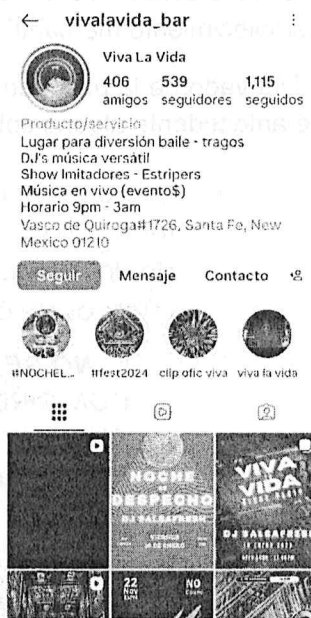 vivalavida_bar
Viva La Vida
406 539 1,115
amigos seguidores seguidos
Producto/servicio
Lugar para diversión baile - tragos
DJ's música versátil
Show Imitadores - Estripers
Música en vivo (evento$)
Horario 9pm - 3am
Vasco de Quiroga#1726, Santa Fe, New
Mexico 01210
Seguir Mensaje Contacto
#NOCHEL... #fest2024 clip ofic viva viva la vida
NOCHE
DESPECHO
DJ SALSAFRESH
VIVA
VIDA
22
Nov
NO